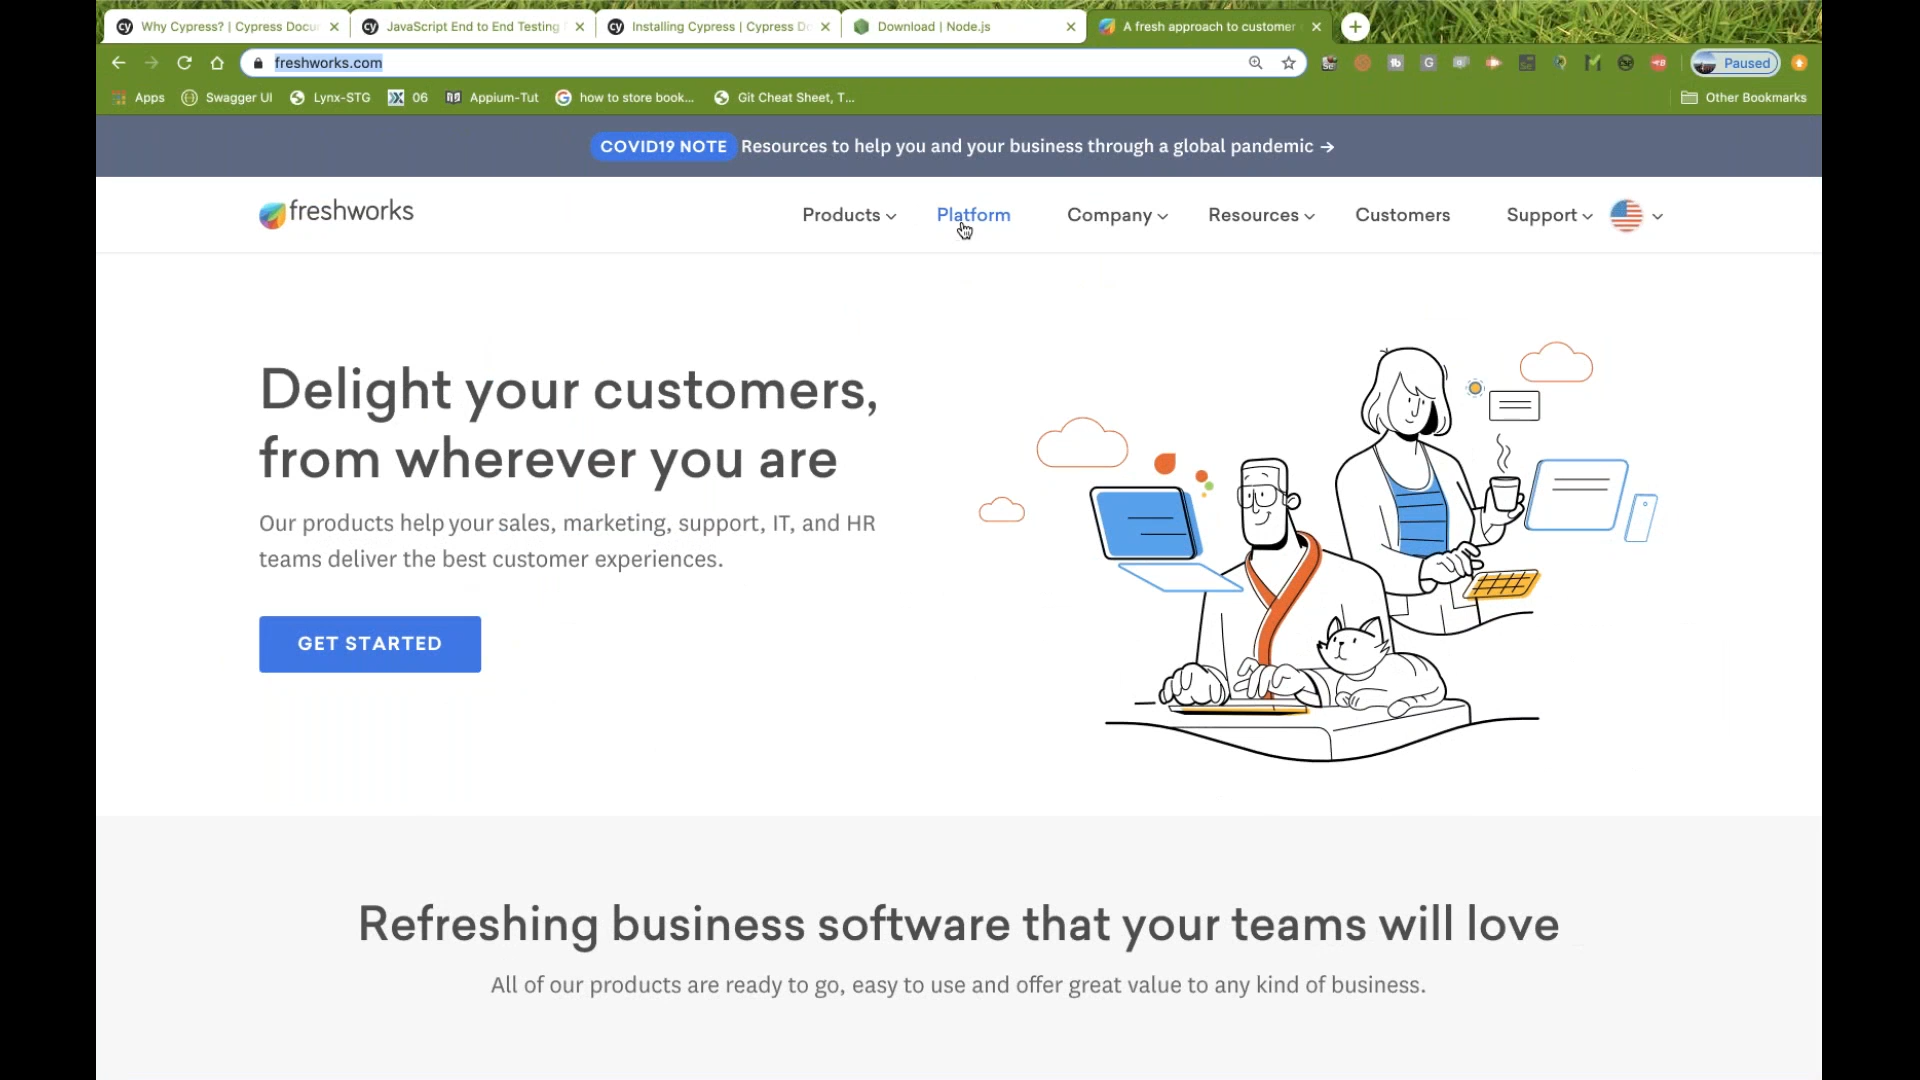 Why Cypress? | Cypress Docu
JavaScript End to End Testing
Installing Cypress | Cypress Do
Download | Node.js
A fresh approach to customer
freshworks.com
Paused
Apps
Swagger UI
Lynx-STG
06
Appium-Tut
how to store book...
Git Cheat Sheet, T...
Other Bookmarks
COVID19 NOTE Resources to help you and your business through a global pandemic →
freshworks
Products
Platform
Company
Resources
Customers
Support
Delight your customers,
from wherever you are
Our products help your sales, marketing, support, IT, and HR
teams deliver the best customer experiences.
GET STARTED
Refreshing business software that your teams will love
All of our products are ready to go, easy to use and offer great value to any kind of business.